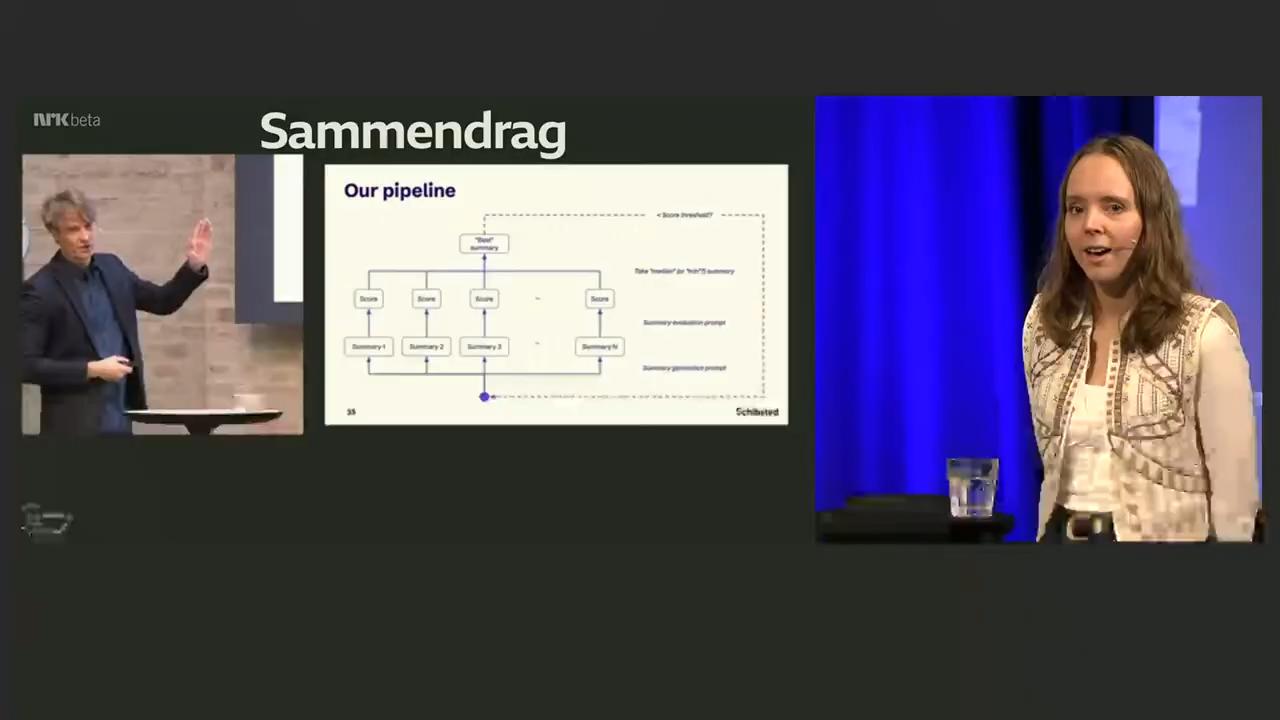 NRK beta
Sammendrag
Our pipeline
< Score threshold?
"Best"
summary
Take "median" (or "min"?) summary
Score
Score
Score
Score
Summary evaluation prompt
Summary 1
Summary 2
Summary 3
Summary N
Summary generation prompt
35
Schibsted